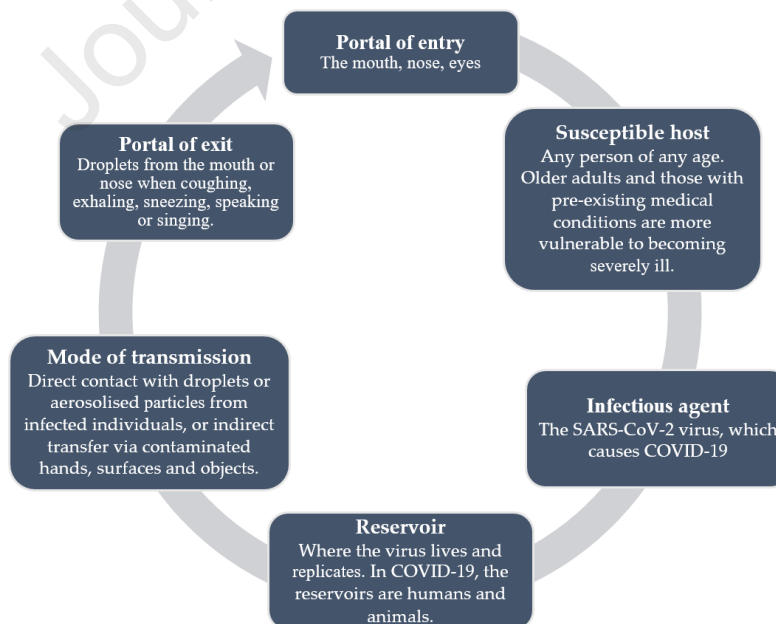 Jour
Portal of entry
The mouth, nose, eyes
Susceptible host
Any person of any age.
Older adults and those with
pre-existing medical
conditions are more
vulnerable to becoming
severely ill.
Infectious agent
The SARS-CoV-2 virus, which
causes COVID-19
Reservoir
Where the virus lives and
replicates. In COVID-19, the
reservoirs are humans and
animals.
Mode of transmission
Direct contact with droplets or
aerosolised particles from
infected individuals, or indirect
transfer via contaminated
hands, surfaces and objects.
Portal of exit
Droplets from the mouth or
nose when coughing,
exhaling, sneezing, speaking
or singing.